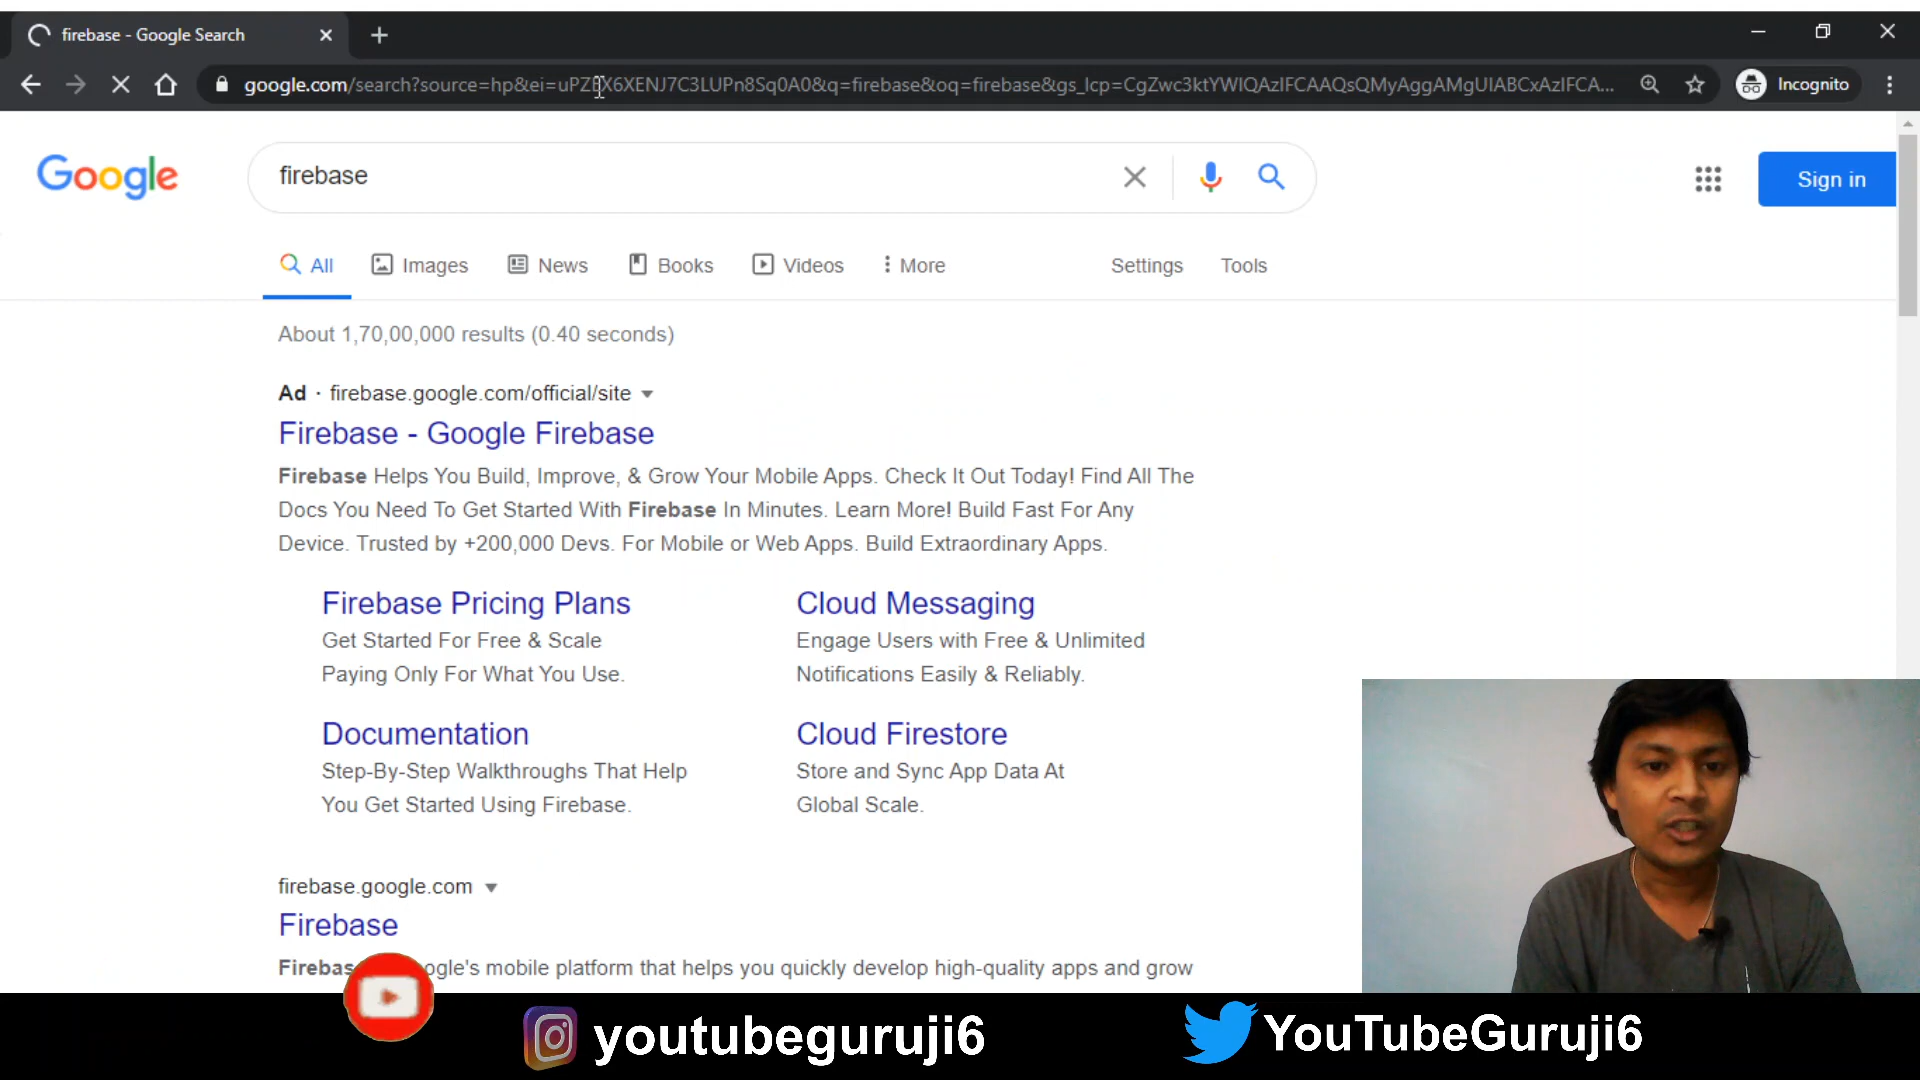 firebase - Google Search
google.com/search?source=hp&ei=uPZEX6XENJ7C3LUPn8Sq0A0&q=firebase&oq=firebase&gs_lcp=CgZwc3ktYWIQAzIFCAAQsQMyAggAMgUIABCxAzIFCA...
Incognito
Google
firebase
Sign in
All
Images
News
Books
Videos
More
Settings
Tools
About 1,70,00,000 results (0.40 seconds)
Ad · firebase.google.com/official/site
Firebase - Google Firebase
Firebase Helps You Build, Improve, & Grow Your Mobile Apps. Check It Out Today! Find All The
Docs You Need To Get Started With Firebase In Minutes. Learn More! Build Fast For Any
Device. Trusted by +200,000 Devs. For Mobile or Web Apps. Build Extraordinary Apps.
Firebase Pricing Plans
Get Started For Free & Scale
Paying Only For What You Use.
Cloud Messaging
Engage Users with Free & Unlimited
Notifications Easily & Reliably.
Documentation
Step-By-Step Walkthroughs That Help
You Get Started Using Firebase.
Cloud Firestore
Store and Sync App Data At
Global Scale.
firebase.google.com
Firebase
mobile platform that helps you quickly develop high-quality apps and grow
youtubeguruji6
YouTubeGuruji6